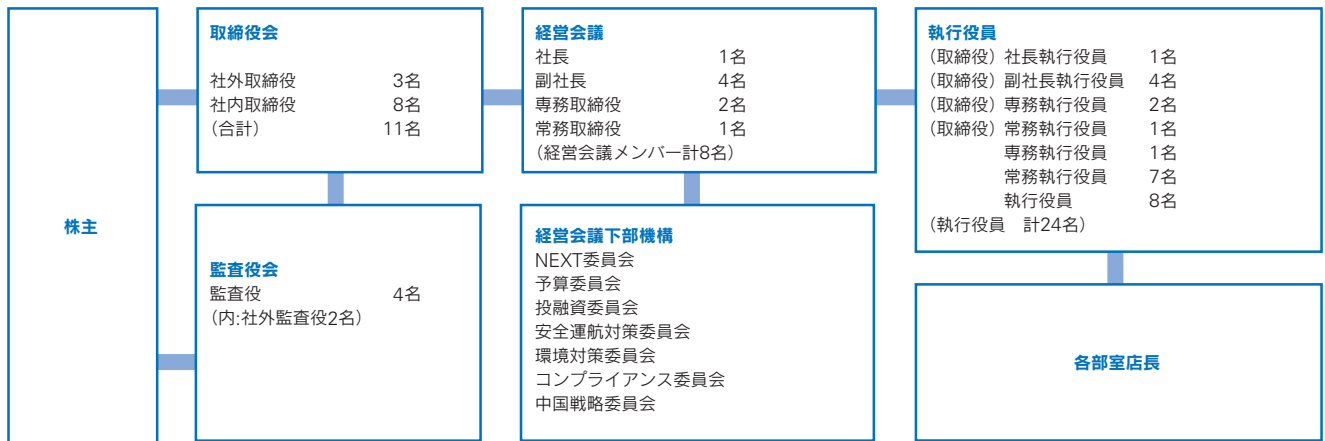 株主
取締役会
社外取締役 3名
社内取締役 8名
(合計) 11名
監査役会
監査役 4名
(内:社外監査役2名)
経営会議
社長 1名
副社長 4名
専務取締役 2名
常務取締役 1名
(経営会議メンバー計8名)
経営会議下部機構
NEXT委員会
予算委員会
投融資委員会
安全運航対策委員会
環境対策委員会
コンプライアンス委員会
中国戦略委員会
執行役員
(取締役) 社長執行役員 1名
(取締役) 副社長執行役員 4名
(取締役) 専務執行役員 2名
(取締役) 常務執行役員 1名
専務執行役員 1名
常務執行役員 7名
執行役員 8名
(執行役員 計24名)
各部室店長